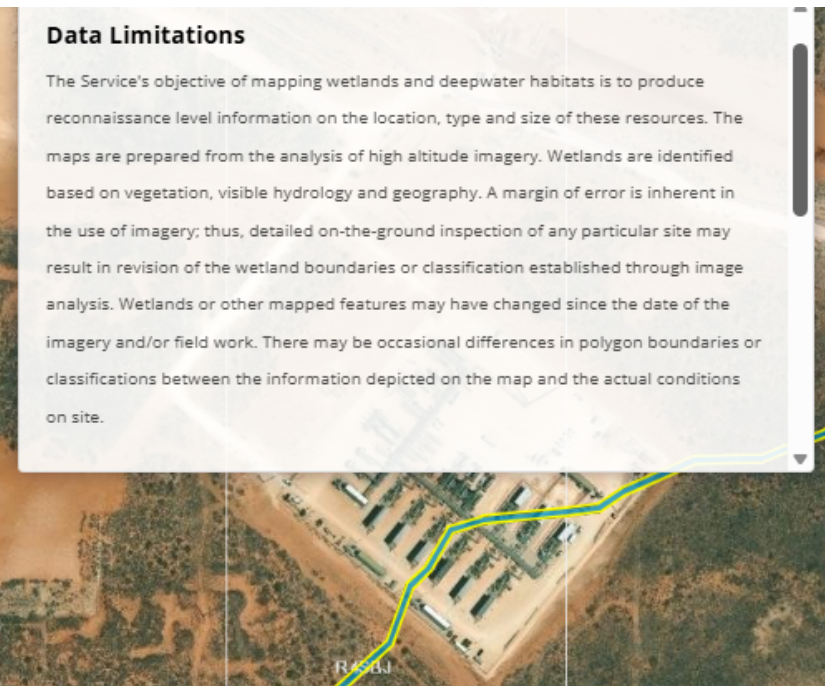 Data Limitations
The Service's objective of mapping wetlands and deepwater habitats is to produce
reconnaissance level information on the location, type and size of these resources. The
maps are prepared from the analysis of high altitude imagery. Wetlands are identified
based on vegetation, visible hydrology and geography. A margin of error is inherent in
the use of imagery; thus, detailed on-the-ground inspection of any particular site may
result in revision of the wetland boundaries or classification established through image
analysis. Wetlands or other mapped features may have changed since the date of the
imagery and/or field work. There may be occasional differences in polygon boundaries or
classifications between the information depicted on the map and the actual conditions
on site.
R4SBJ